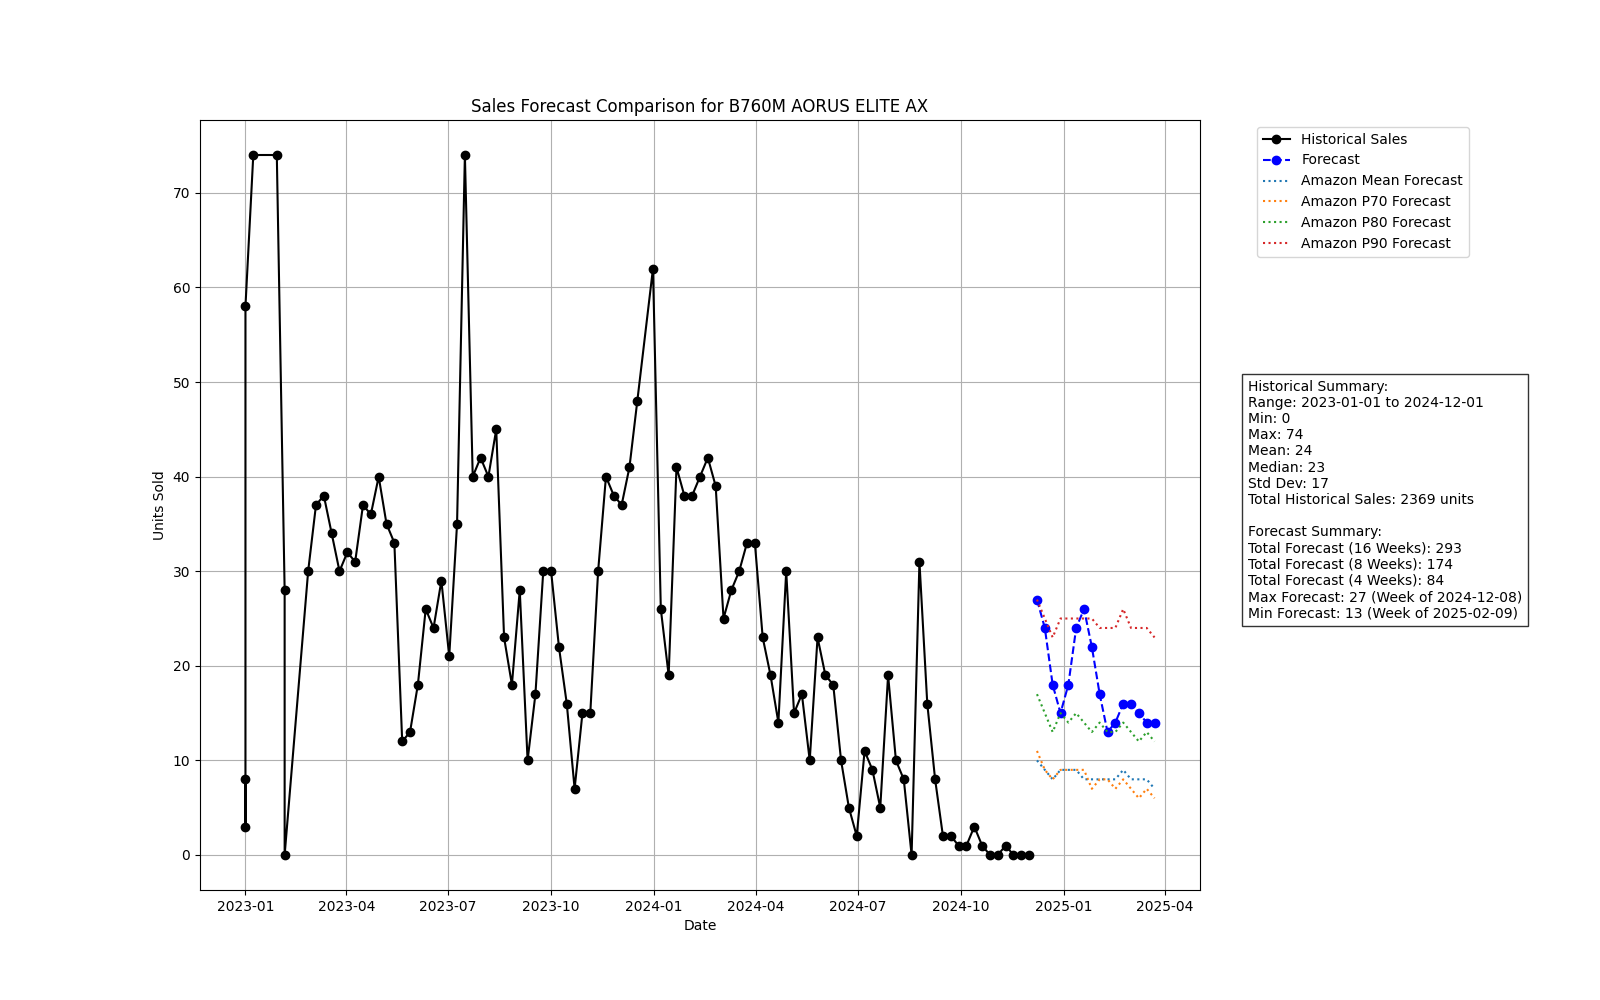 Sales Forecast Comparison for B760M AORUS ELITE AX
Historical Sales
Forecast
Amazon Mean Forecast
Amazon P70 Forecast
Amazon P80 Forecast
Amazon P90 Forecast
Units Sold
70
60
50
40
30
20
10
0
2023-01 2023-04 2023-07 2023-10 2024-01 2024-04 2024-07 2024-10 2025-01 2025-04
Date
Historical Summary:
Range: 2023-01-01 to 2024-12-01
Min: 0
Max: 74
Mean: 24
Median: 23
Std Dev: 17
Total Historical Sales: 2369 units
Forecast Summary:
Total Forecast (16 Weeks): 293
Total Forecast (8 Weeks): 174
Total Forecast (4 Weeks): 84
Max Forecast: 27 (Week of 2024-12-08)
Min Forecast: 13 (Week of 2025-02-09)